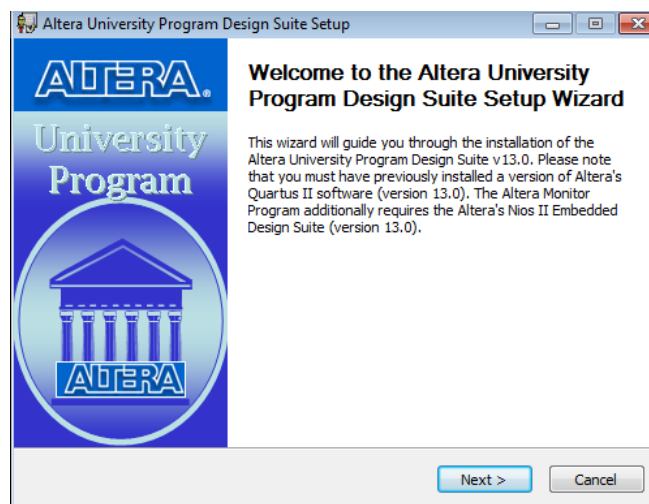 Altera University Program Design Suite Setup
ALTERA®
University
Program
ALTERA
Welcome to the Altera University
Program Design Suite Setup Wizard
This wizard will guide you through the installation of the
Altera University Program Design Suite v13.0. Please note
that you must have previously installed a version of Altera's
Quartus II software (version 13.0). The Altera Monitor
Program additionally requires the Altera's Nios II Embedded
Design Suite (version 13.0).
Next >
Cancel